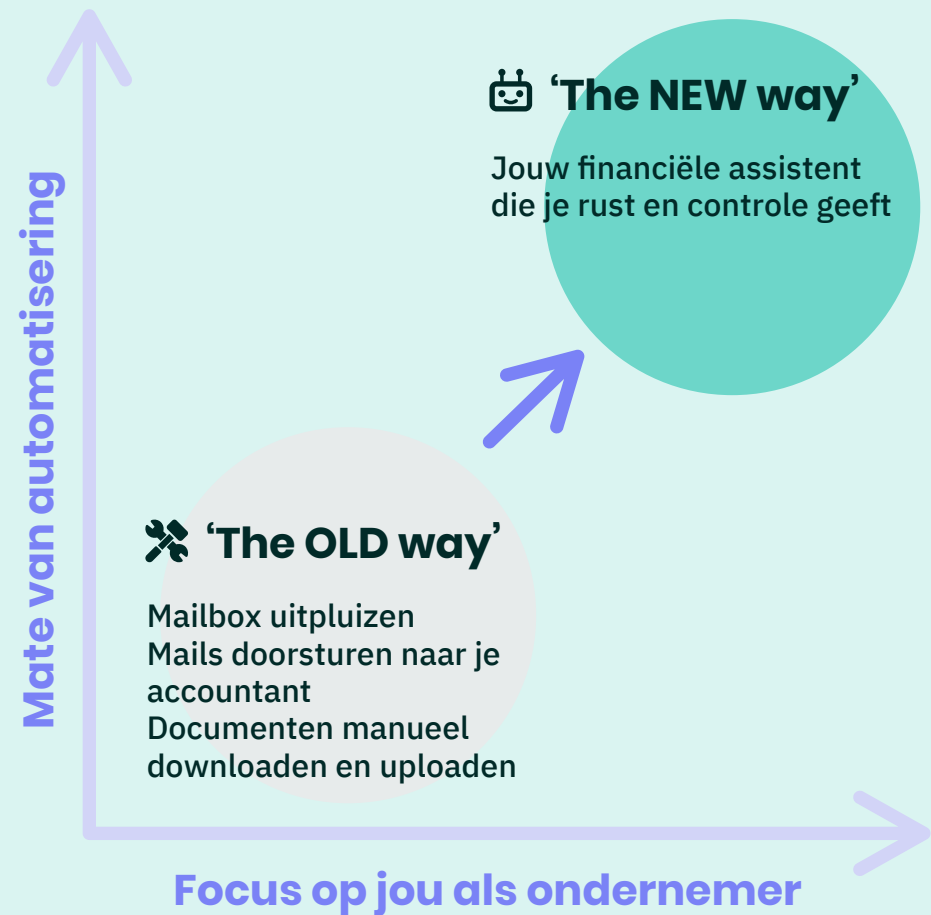 ‘The NEW way’
Jouw financiële assistent
die je rust en controle geeft
Mate van automatisering
‘The OLD way’
Mailbox uitpluizen
Mails doorsturen naar je
accountant
Documenten manueel
downloaden en uploaden
Focus op jou als ondernemer